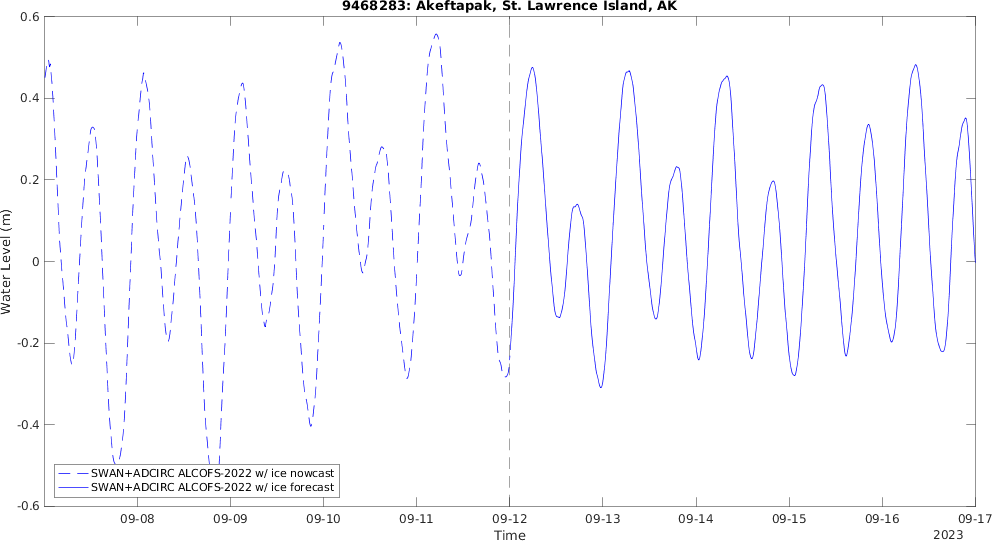 9468283: Akeftapak, St. Lawrence Island, AK
0.6
0.4
0.2
0
-0.2
-0.4
-0.6
Water Level (m)
SWAN+ADCIRC ALCOFS-2022 w/ ice nowcast
SWAN+ADCIRC ALCOFS-2022 w/ ice forecast
09-08 09-09 09-10 09-11 09-12 09-13 09-14 09-15 09-16 09-17
Time
2023